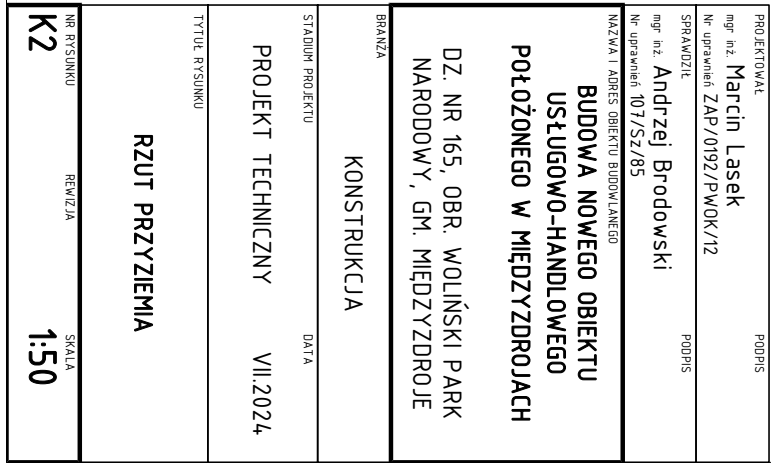 PROJEKTOWAŁ PODPIS
mgr inż. Marcin Lasek
Nr uprawnień ZAP/0192/PWOK/12
SPRAWDZIŁ PODPIS
mgr inż. Andrzej Brodowski
Nr uprawnień 107/Sz/85
NAZWA I ADRES OBIEKTU BUDOWLANEGO
BUDOWA NOWEGO OBIEKTU
USŁUGOWO-HANDLOWEGO
POŁOŻONEGO W MIĘDZYZDROJACH
DZ. NR 165, OBR. WOLIŃSKI PARK
NARODOWY, GM. MIĘDZYZDROJE
BRANŻA
KONSTRUKCJA
STADIUM PROJEKTU DATA
PROJEKT TECHNICZNY VII.2024
TYTUŁ RYSUNKU
RZUT PRZYZIEMIA
NR RYSUNKU REWIZJA SKALA
K2 1:50